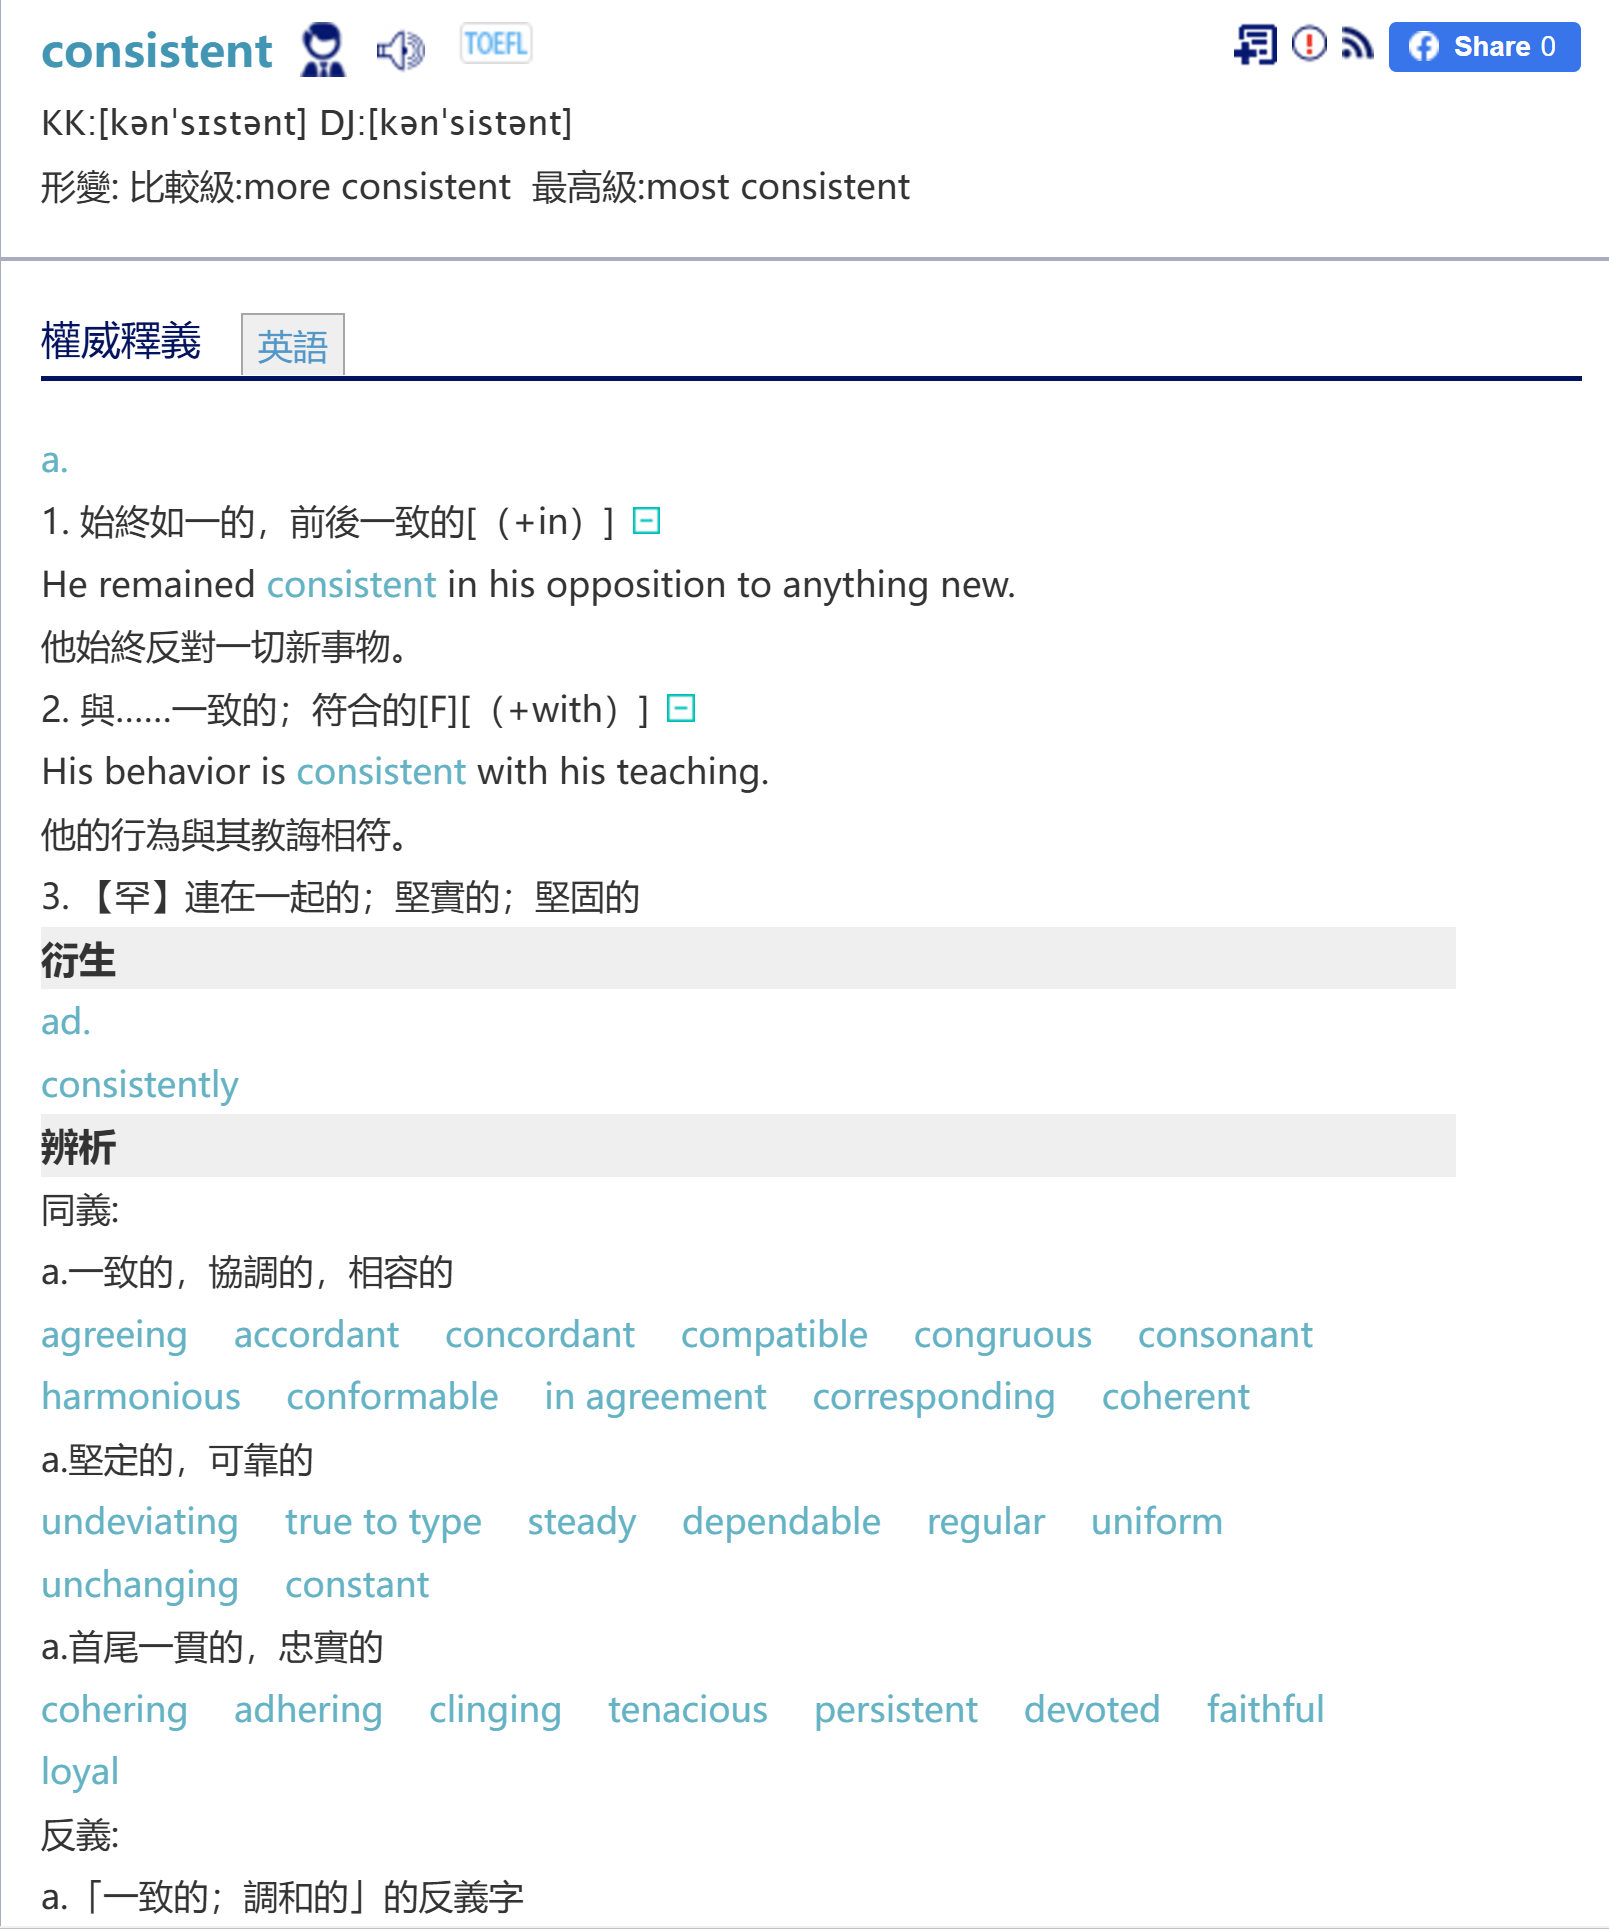 consistent TOEFL Share 0
KK:[kən'sɪstənt] DJ:[kən'sistənt]
形變: 比較級:more consistent 最高級:most consistent
權威釋義 英語
a.
1. 始終如一的，前後一致的[（+in）]
He remained consistent in his opposition to anything new.
他始終反對一切新事物。
2. 與……一致的；符合的[F][（+with）]
His behavior is consistent with his teaching.
他的行為與其教誨相符。
3. 【罕】連在一起的；堅實的；堅固的
衍生
ad.
consistently
辨析
同義:
a.一致的，協調的，相容的
agreeing accordant concordant compatible congruous consonant
harmonious conformable in agreement corresponding coherent
a.堅定的，可靠的
undeviating true to type steady dependable regular uniform
unchanging constant
a.首尾一貫的，忠實的
cohering adhering clinging tenacious persistent devoted faithful
loyal
反義:
a.「一致的；調和的」的反義字